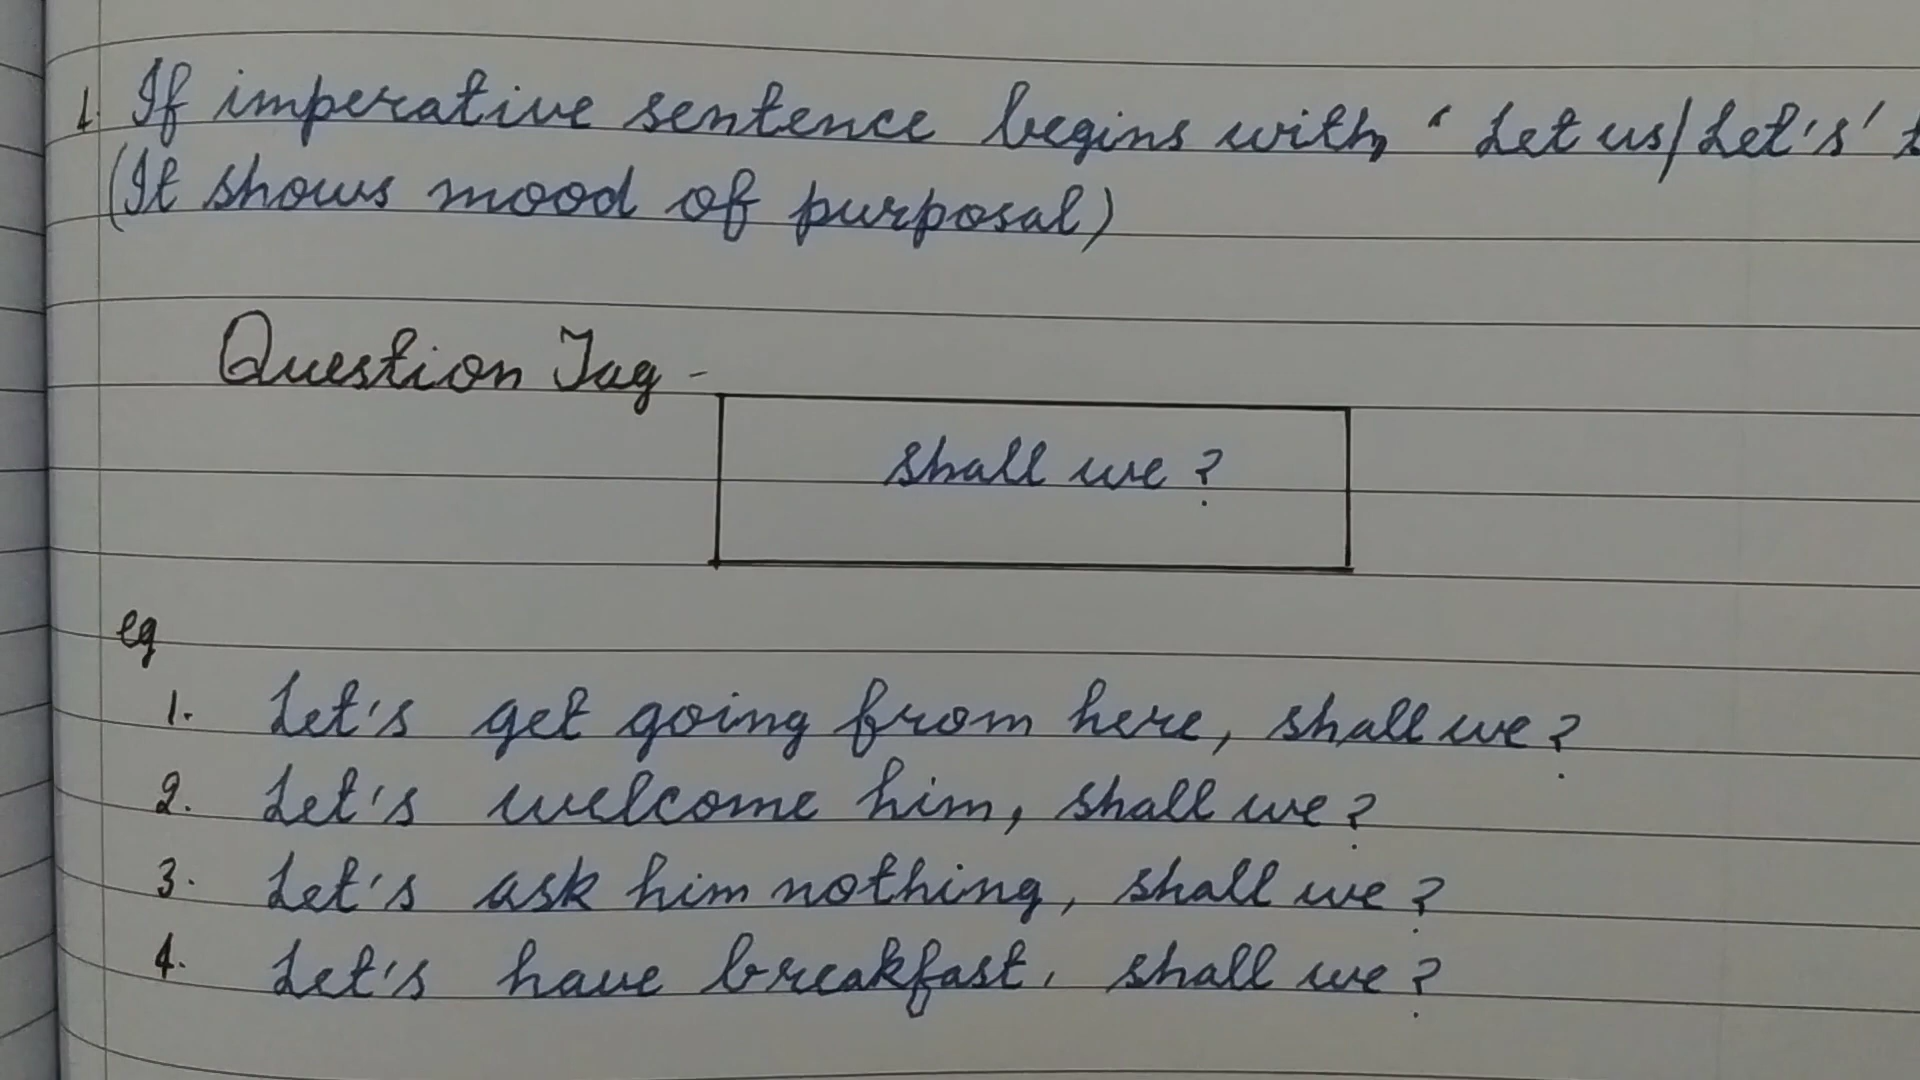 1. If imperative sentence begins with, 'Let us/Let's'
(It shows mood of purposal)
Question Tag -
shall we?
eg
1. Let's get going from here, shall we?
2. Let's welcome him, shall we?
3. Let's ask him nothing, shall we?
4. Let's have breakfast, shall we?